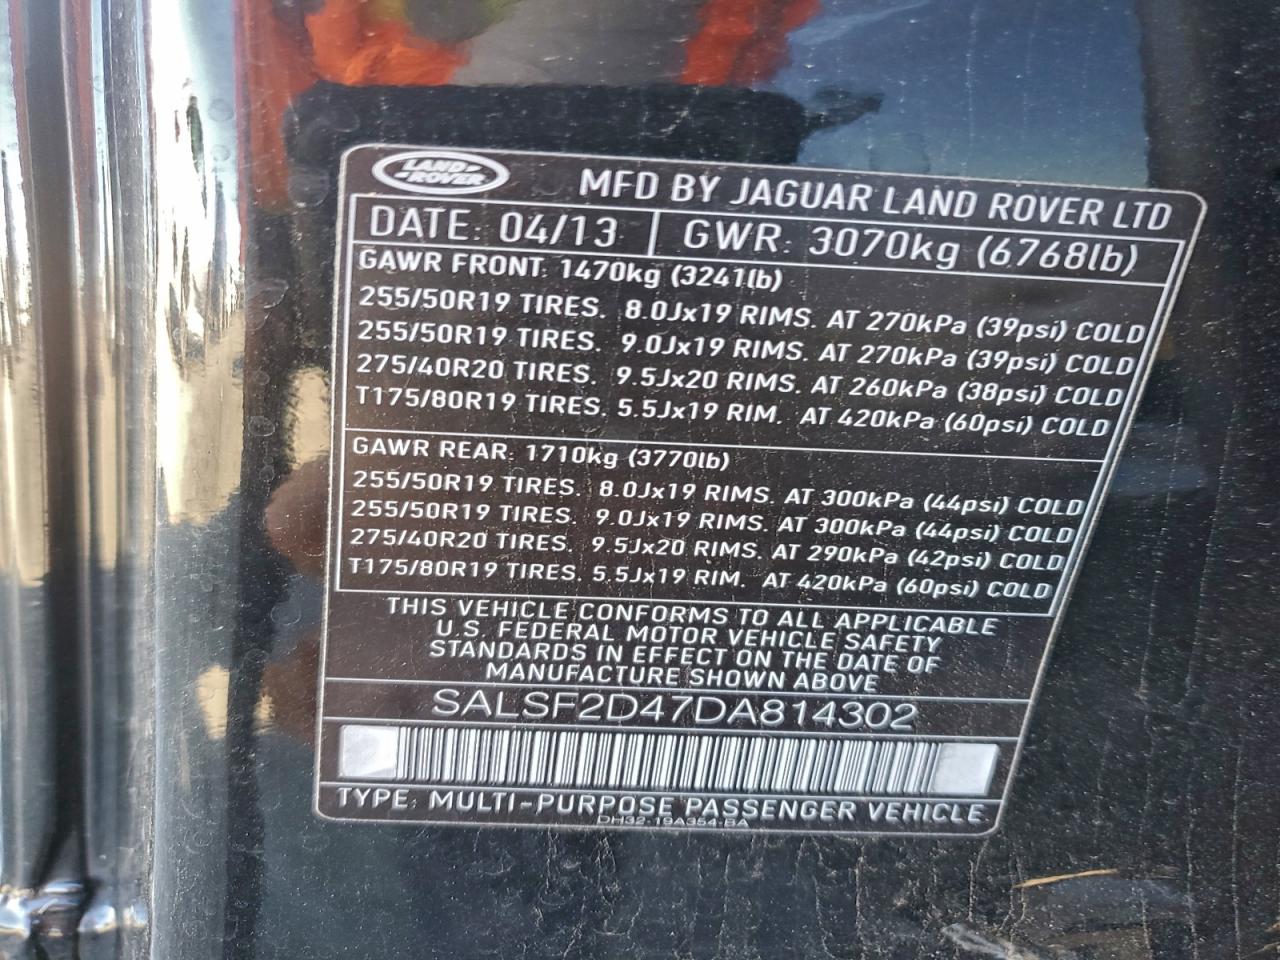 LAND ROVER
MFD BY JAGUAR LAND ROVER LTD
DATE: 04/13 GWR: 3070kg (6768lb)
GAWR FRONT: 1470kg (3241lb)
255/50R19 TIRES. 8.0Jx19 RIMS. AT 270kPa (39psi) COLD
255/50R19 TIRES. 9.0Jx19 RIMS. AT 270kPa (39psi) COLD
275/40R20 TIRES. 9.5Jx20 RIMS. AT 260kPa (38psi) COLD
T175/80R19 TIRES. 5.5Jx19 RIM. AT 420kPa (60psi) COLD
GAWR REAR: 1710kg (3770lb)
255/50R19 TIRES. 8.0Jx19 RIMS. AT 300kPa (44psi) COLD
255/50R19 TIRES. 9.0Jx19 RIMS. AT 300kPa (44psi) COLD
275/40R20 TIRES. 9.5Jx20 RIMS. AT 290kPa (42psi) COLD
T175/80R19 TIRES. 5.5Jx19 RIM. AT 420kPa (60psi) COLD
THIS VEHICLE CONFORMS TO ALL APPLICABLE
U.S. FEDERAL MOTOR VEHICLE SAFETY
STANDARDS IN EFFECT ON THE DATE OF
MANUFACTURE SHOWN ABOVE
SALSF2D47DA814302
TYPE: MULTI-PURPOSE PASSENGER VEHICLE
DH32-19A354-BA